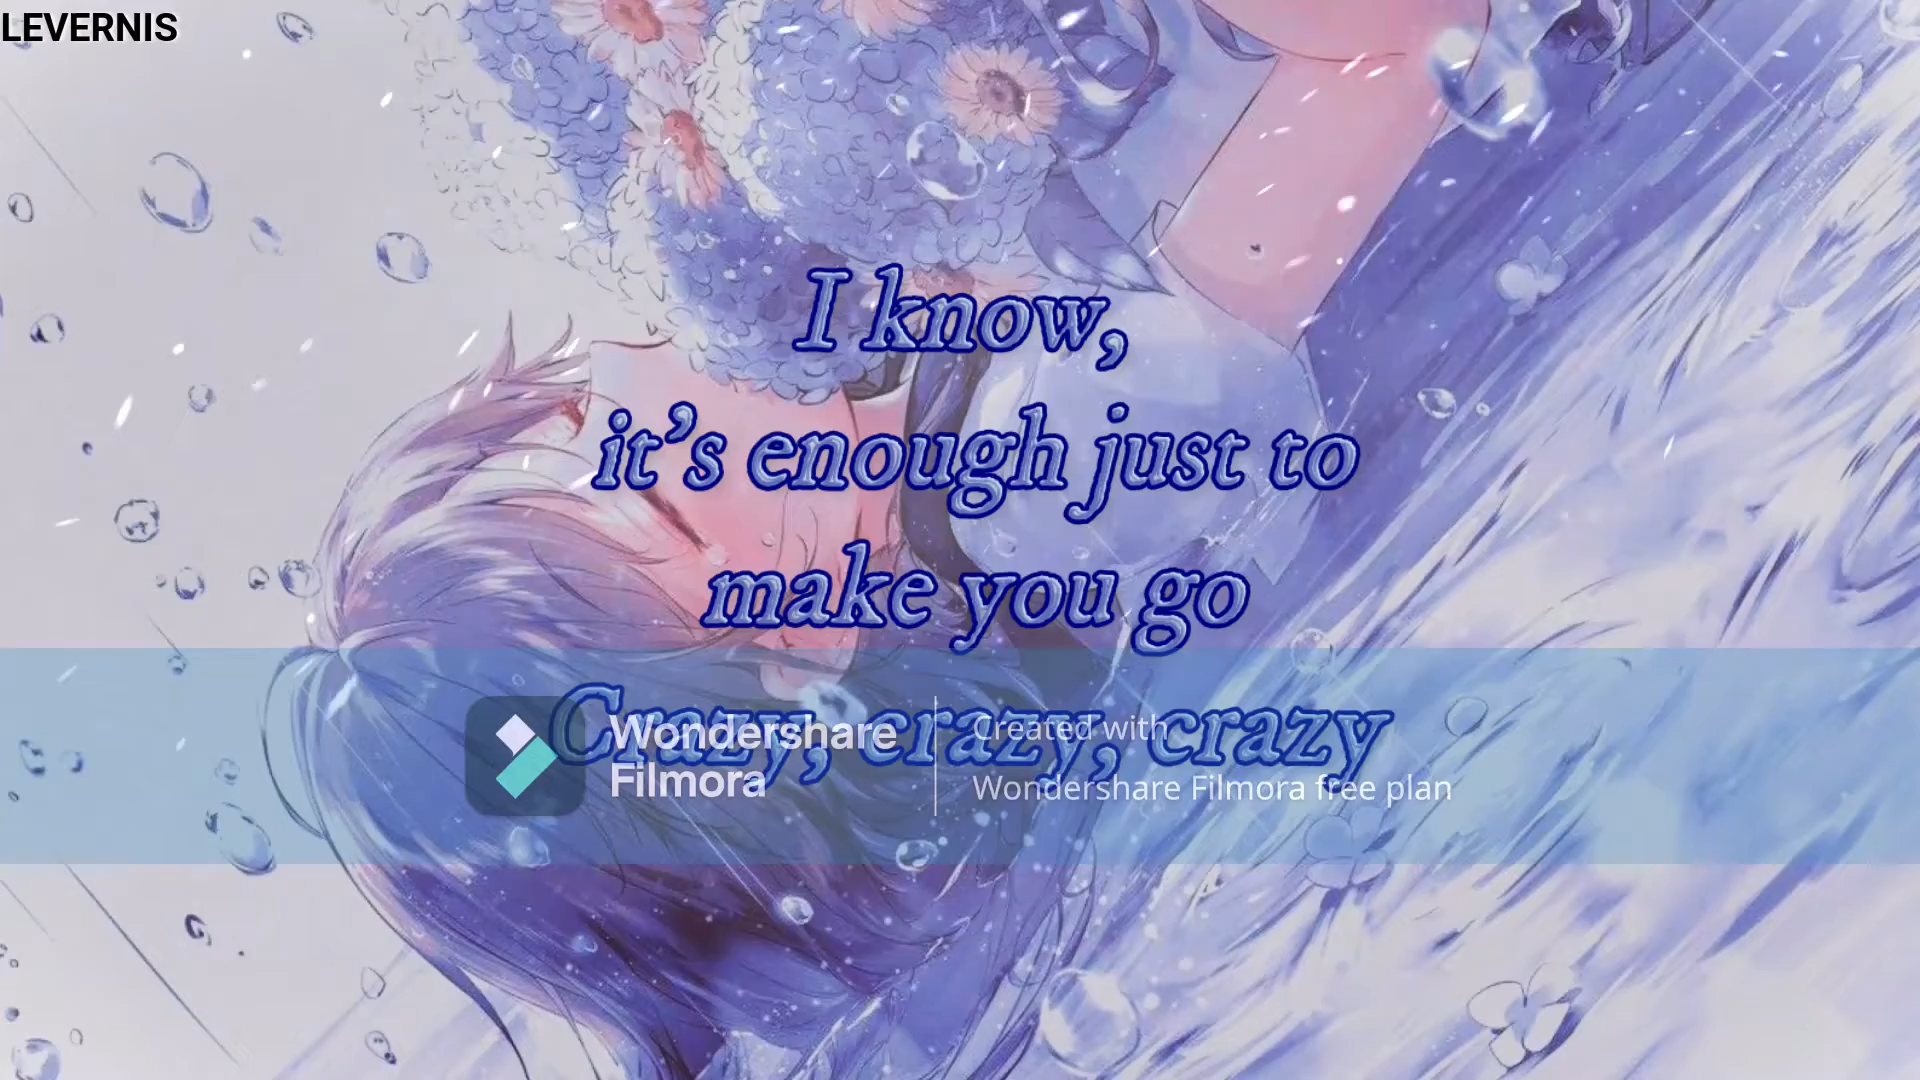 LEVERNIS
I know,
it's enough just to
make you go
Crazy, crazy, crazy
Wondershare
Filmora
Created with
Wondershare Filmora free plan